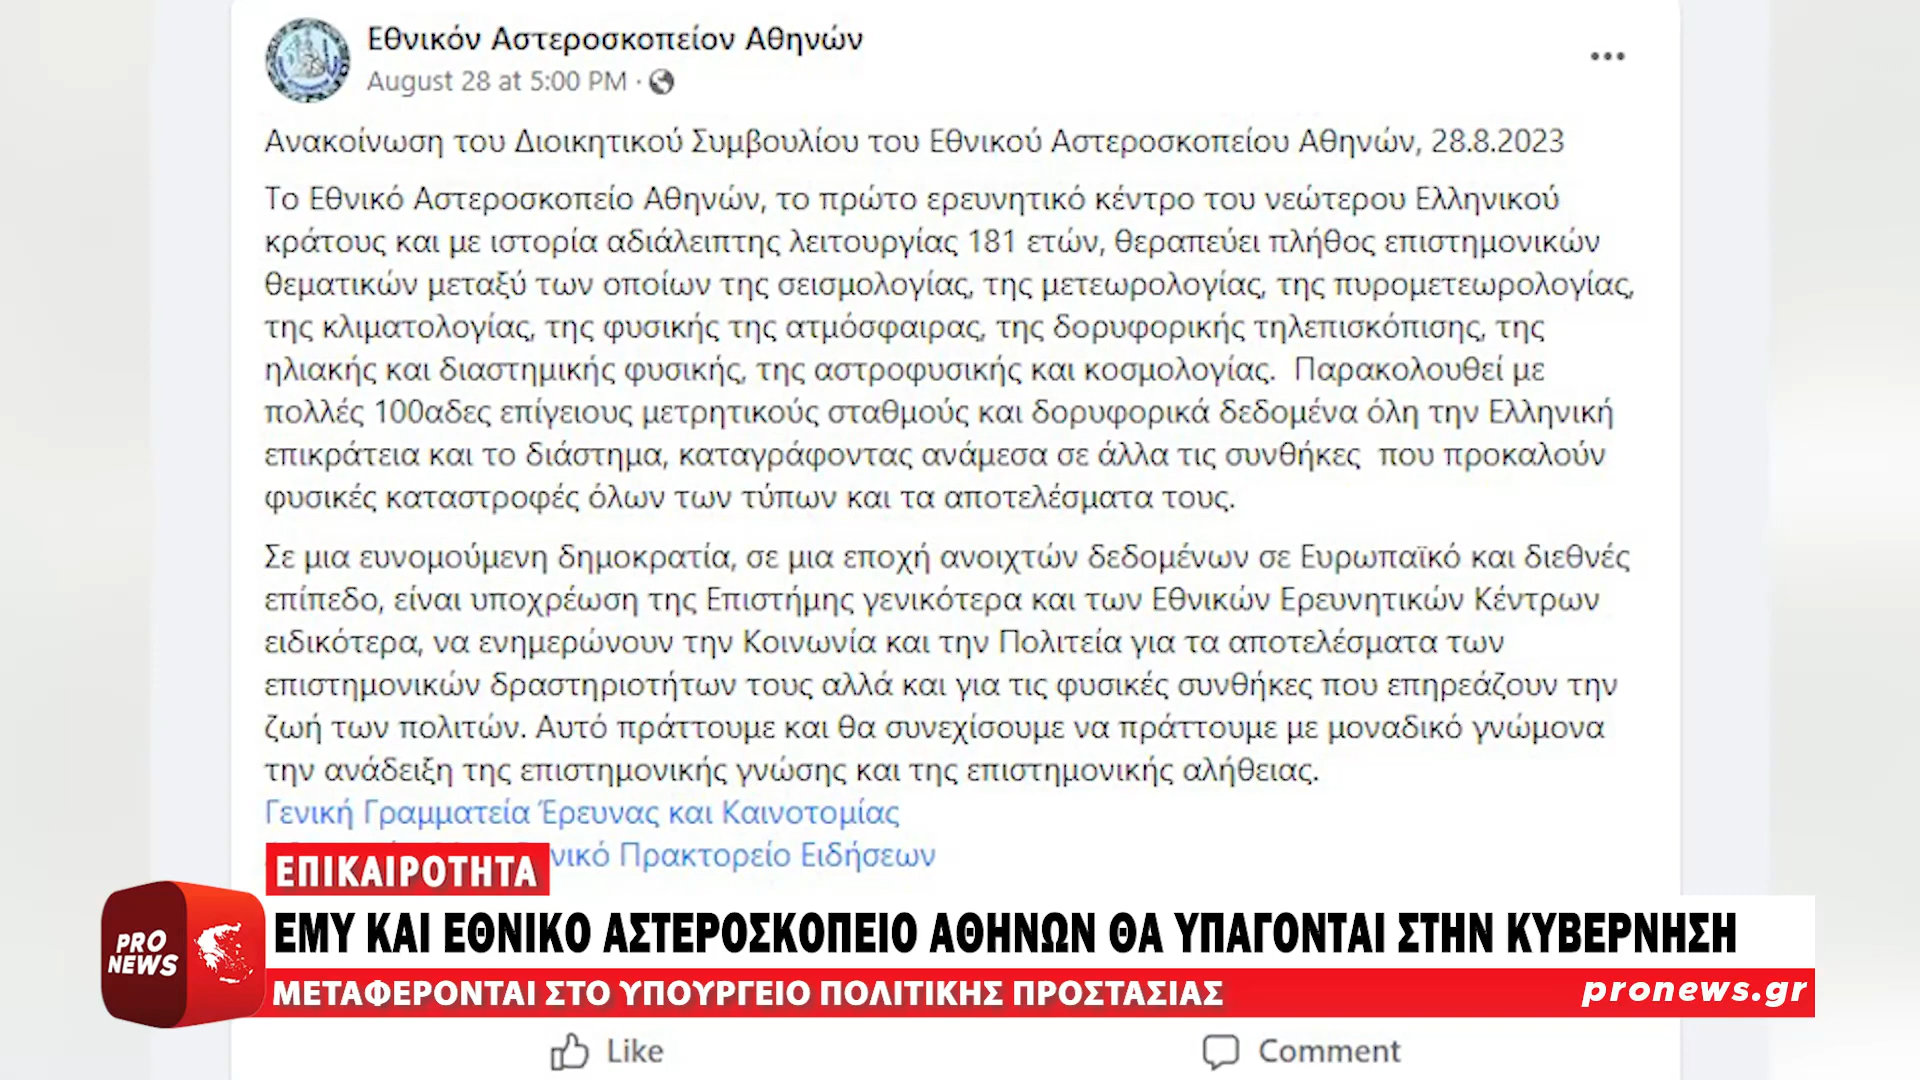 Εθνικόν Αστεροσκοπείον Αθηνών
August 28 at 5:00 PM ·
Ανακοίνωση του Διοικητικού Συμβουλίου του Εθνικού Αστεροσκοπείου Αθηνών, 28.8.2023
Το Εθνικό Αστεροσκοπείο Αθηνών, το πρώτο ερευνητικό κέντρο του νεώτερου Ελληνικού
κράτους και με ιστορία αδιάλειπτης λειτουργίας 181 ετών, θεραπεύει πλήθος επιστημονικών
θεματικών μεταξύ των οποίων της σεισμολογίας, της μετεωρολογίας, της πυρομετεωρολογίας,
της κλιματολογίας, της φυσικής της ατμόσφαιρας, της δορυφορικής τηλεπισκόπισης, της
ηλιακής και διαστημικής φυσικής, της αστροφυσικής και κοσμολογίας. Παρακολουθεί με
πολλές 100αδες επίγειους μετρητικούς σταθμούς και δορυφορικά δεδομένα όλη την Ελληνική
επικράτεια και το διάστημα, καταγράφοντας ανάμεσα σε άλλα τις συνθήκες που προκαλούν
φυσικές καταστροφές όλων των τύπων και τα αποτελέσματα τους.
Σε μια ευνομούμενη δημοκρατία, σε μια εποχή ανοιχτών δεδομένων σε Ευρωπαϊκό και διεθνές
επίπεδο, είναι υποχρέωση της Επιστήμης γενικότερα και των Εθνικών Ερευνητικών Κέντρων
ειδικότερα, να ενημερώνουν την Κοινωνία και την Πολιτεία για τα αποτελέσματα των
επιστημονικών δραστηριοτήτων τους αλλά και για τις φυσικές συνθήκες που επηρεάζουν την
ζωή των πολιτών. Αυτό πράττουμε και θα συνεχίσουμε να πράττουμε με μοναδικό γνώμονα
την ανάδειξη της επιστημονικής γνώσης και της επιστημονικής αλήθειας.
Γενική Γραμματεία Έρευνας και Καινοτομίας
νικό Πρακτορείο Ειδήσεων
ΕΠΙΚΑΙΡΟΤΗΤΑ
PRO
NEWS
ΕΜΥ ΚΑΙ ΕΘΝΙΚΟ ΑΣΤΕΡΟΣΚΟΠΕΙΟ ΑΘΗΝΩΝ ΘΑ ΥΠΑΓΟΝΤΑΙ ΣΤΗΝ ΚΥΒΕΡΝΗΣΗ
ΜΕΤΑΦΕΡΟΝΤΑΙ ΣΤΟ ΥΠΟΥΡΓΕΙΟ ΠΟΛΙΤΙΚΗΣ ΠΡΟΣΤΑΣΙΑΣ
pronews.gr
Like
Comment